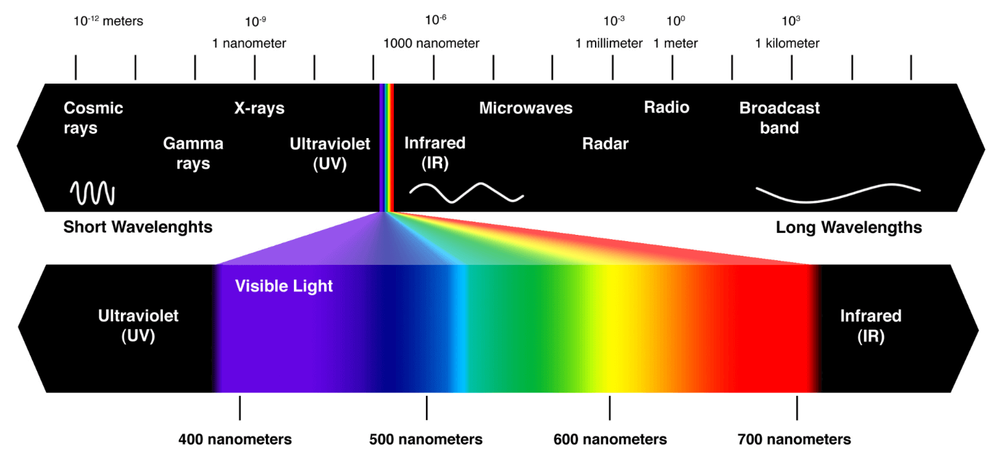 10⁻¹² meters
10⁻⁹
10⁻⁶
10⁻³
10⁰
10³
1 nanometer
1000 nanometer
1 millimeter
1 meter
1 kilometer
Cosmic
rays
X-rays
Microwaves
Radio
Broadcast
band
Gamma
rays
Ultraviolet
(UV)
Infrared
(IR)
Radar
Short Wavelenghts
Long Wavelengths
Visible Light
Ultraviolet
(UV)
Infrared
(IR)
400 nanometers
500 nanometers
600 nanometers
700 nanometers